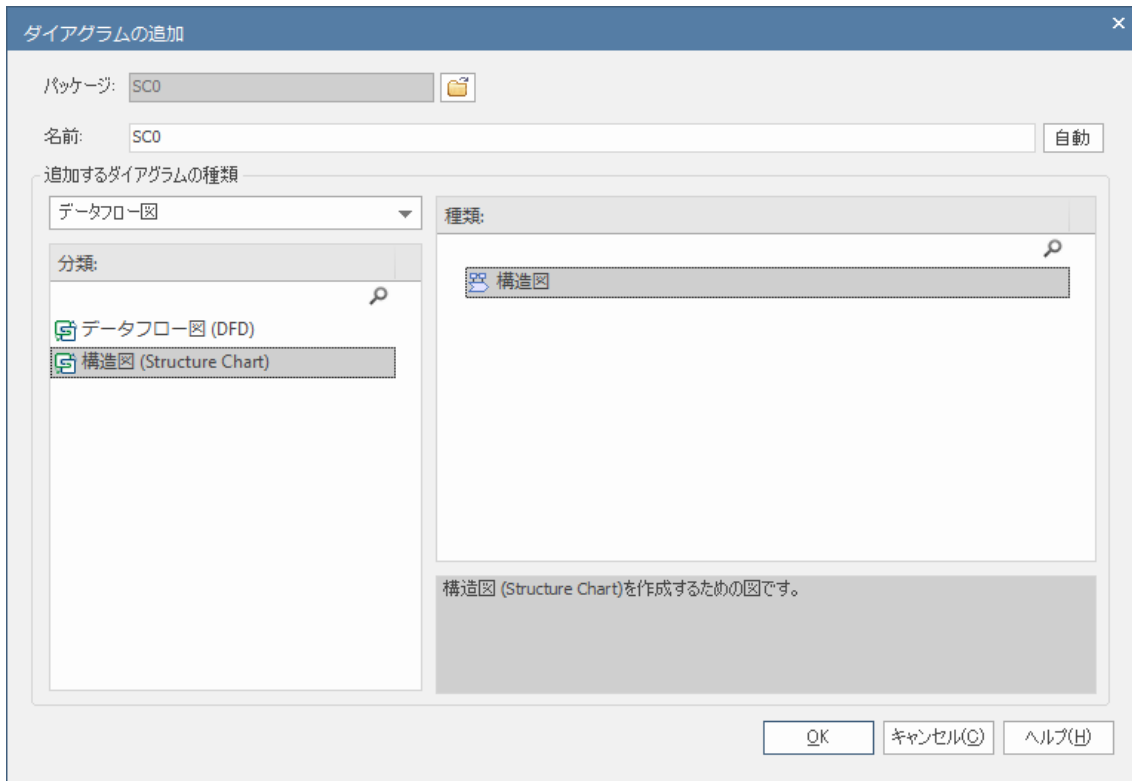 ダイアグラムの追加
パッケージ: SC0
名前: SC0 自動
追加するダイアグラムの種類
データフロー図
分類:
データフロー図 (DFD)
構造図 (Structure Chart)
種類:
構造図
構造図 (Structure Chart)を作成するための図です。
OK キャンセル(C) ヘルプ(H)